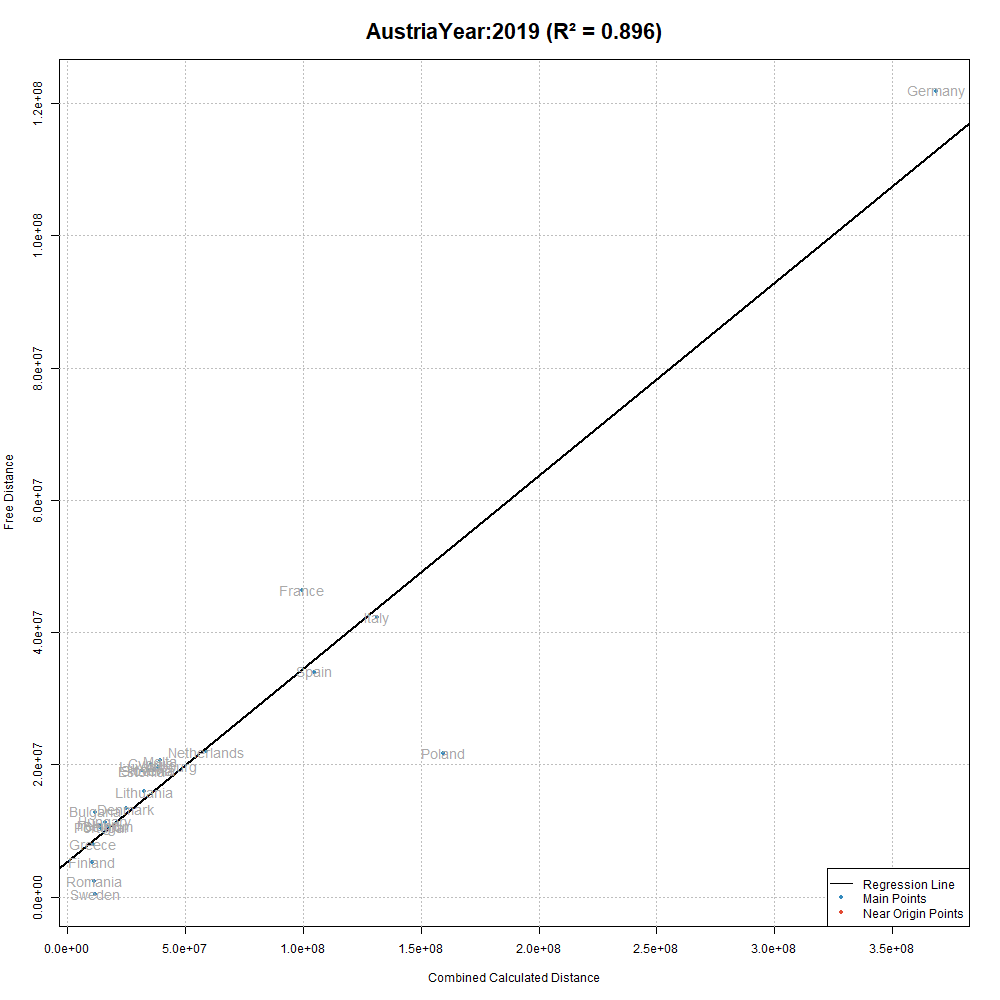 AustriaYear:2019 (R² = 0.896)
1.2e+08
1.0e+08
8.0e+07
6.0e+07
4.0e+07
2.0e+07
0.0e+00
Free Distance
Germany
France
Italy
Spain
Poland
Netherlands
Malta
Lithuania
Denmark
Bulgaria
Hungary
Greece
Finland
Romania
Sweden
Regression Line
Main Points
Near Origin Points
0.0e+00 5.0e+07 1.0e+08 1.5e+08 2.0e+08 2.5e+08 3.0e+08 3.5e+08
Combined Calculated Distance